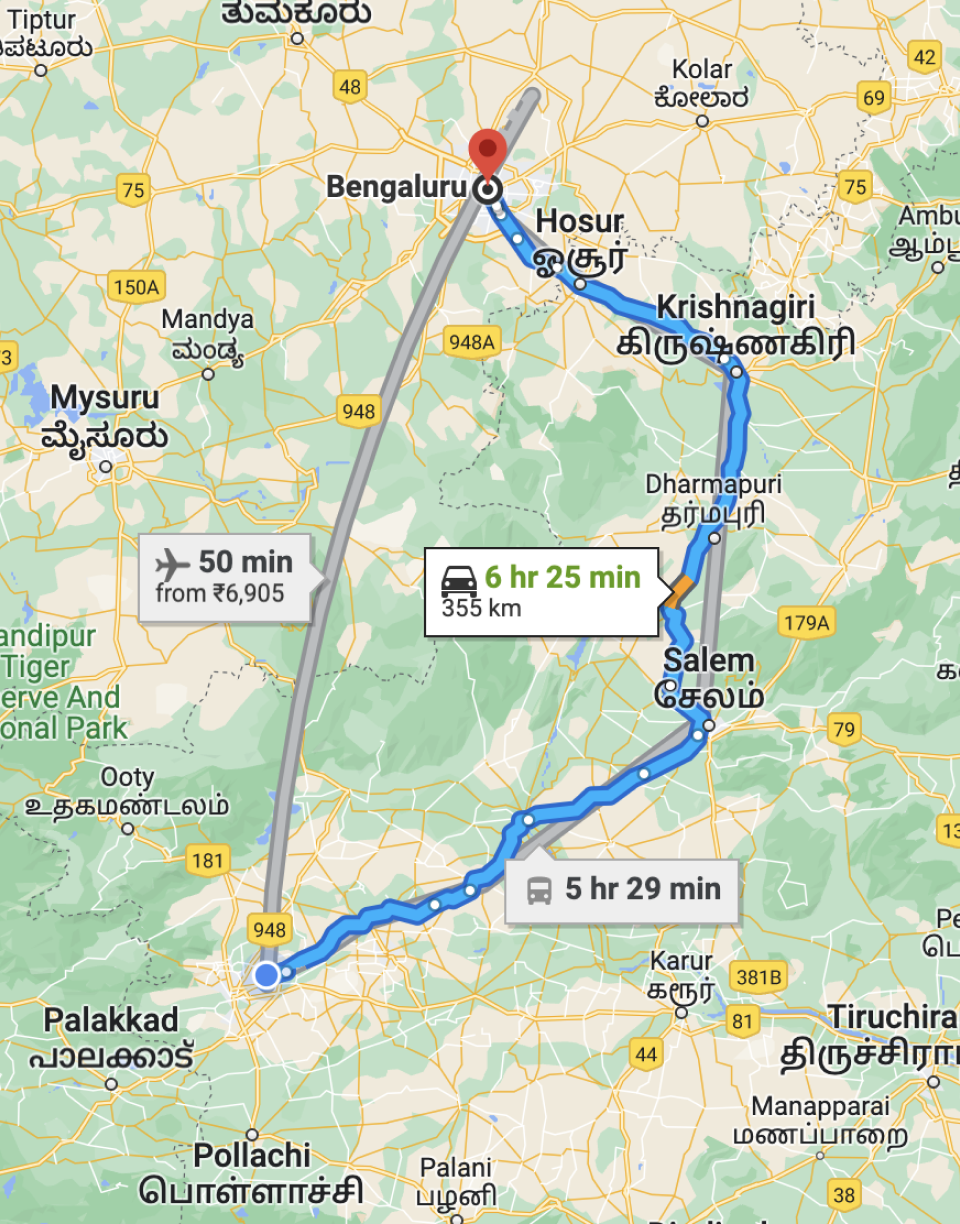 Tiptur
ತುಮಕೂರು
48
Kolar
ಕೋಲಾರ
42
69
75
Bengaluru
75
Hosur
ஓசூர்
150A
Mandya
ಮಂಡ್ಯ
948A
Krishnagiri
கிருஷ்ணகிரி
Mysuru
ಮೈಸೂರು
948
Dharmapuri
தர்மபுரி
50 min
from ₹6,905
6 hr 25 min
355 km
179A
andipur
Tiger
erve And
onal Park
Salem
சேலம்
79
Ooty
உதகமண்டலம்
181
5 hr 29 min
948
Karur
கரூர்
381B
Palakkad
പാലക്കാട്
81
Tiruchira
திருச்சிரா
44
Manapparai
மணப்பாறை
Pollachi
பொள்ளாச்சி
Palani
பழனி
38